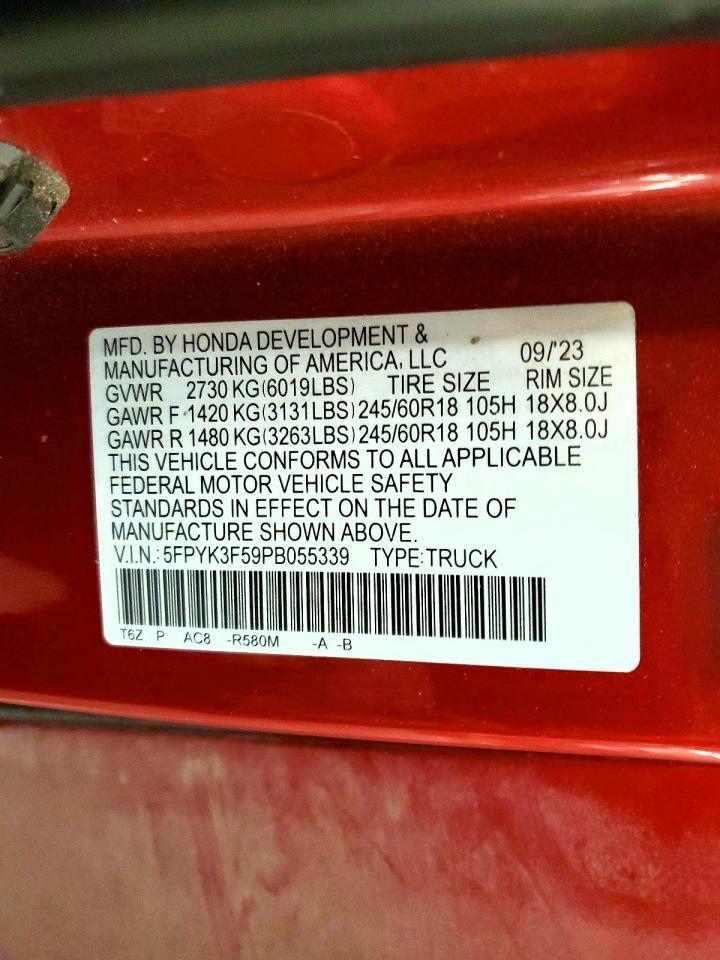 MFD. BY HONDA DEVELOPMENT &
MANUFACTURING OF AMERICA, LLC 09/'23
GVWR 2730 KG(6019LBS) TIRE SIZE RIM SIZE
GAWR F 1420 KG(3131LBS)245/60R18 105H 18X8.0J
GAWR R 1480 KG(3263LBS)245/60R18 105H 18X8.0J
THIS VEHICLE CONFORMS TO ALL APPLICABLE
FEDERAL MOTOR VEHICLE SAFETY
STANDARDS IN EFFECT ON THE DATE OF
MANUFACTURE SHOWN ABOVE.
V.I.N.: 5FPYK3F59PB055339 TYPE:TRUCK
T6Z P AC8 -R580M -A -B